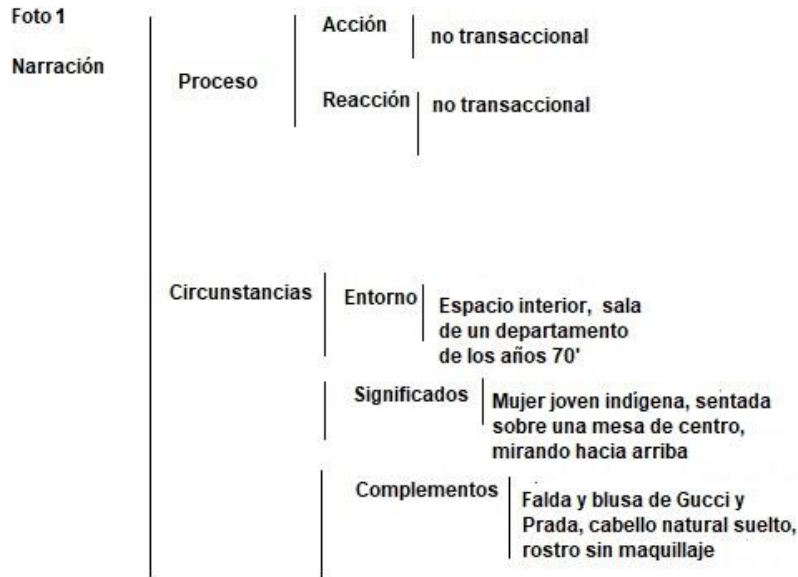 Foto 1
Narración
Proceso
Acción
no transaccional
Reacción
no transaccional
Circunstancias
Entorno
Espacio interior, sala
de un departamento
de los años 70'
Significados
Mujer joven indígena, sentada
sobre una mesa de centro,
mirando hacia arriba
Complementos
Falda y blusa de Gucci y
Prada, cabello natural suelto,
rostro sin maquillaje